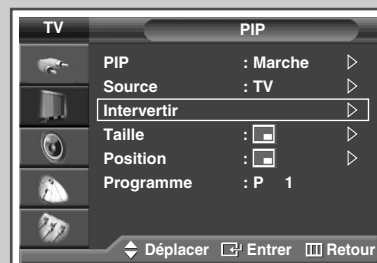 TV PIP
PIP : Marche
Source : TV
Intervertir
Taille :
Position :
Programme : P 1
Déplacer Entrer Retour